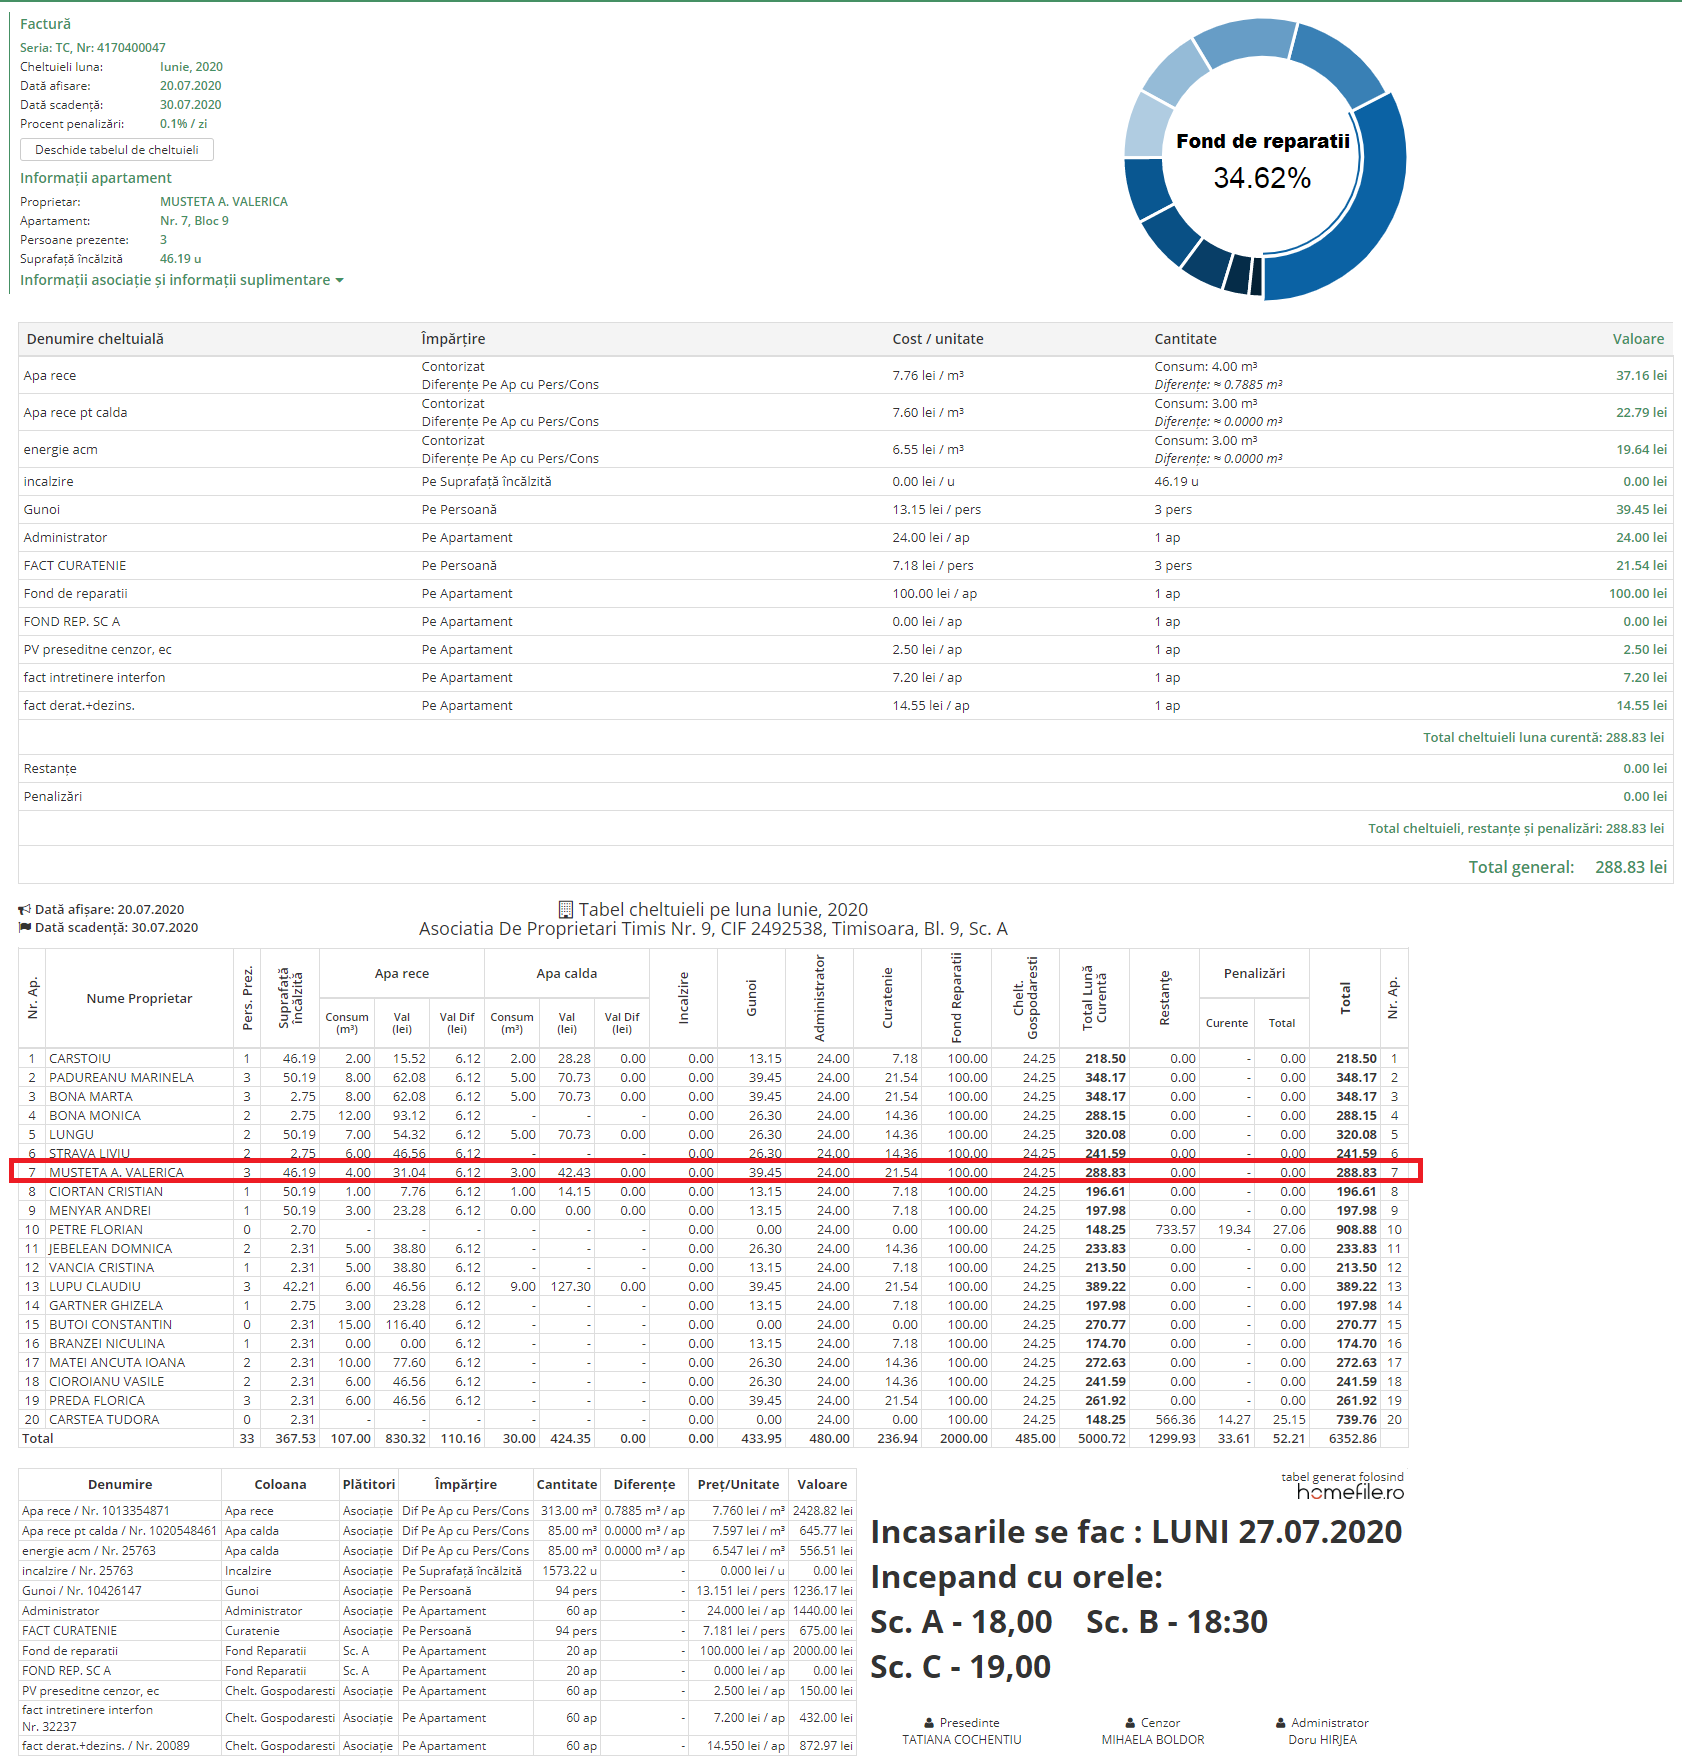 Factură
Seria: TC, Nr: 4170400047
Cheltuieli luna: Iunie, 2020
Dată afisare: 20.07.2020
Dată scadență: 30.07.2020
Procent penalizări: 0.1% / zi
Deschide tabelul de cheltuieli
Informații apartament
Proprietar: MUSTETA A. VALERICA
Apartament: Nr. 7, Bloc 9
Persoane prezente: 3
Suprafață încălzită 46.19 u
Informații asociație și informații suplimentare
Fond de reparatii
34.62%
Denumire cheltuială Împărțire Cost / unitate Cantitate Valoare
Apa rece Contorizat Diferențe Pe Ap cu Pers/Cons 7.76 lei / m³ Consum: 4.00 m³ Diferențe: ≈ 0.7885 m³ 37.16 lei
Apa rece pt calda Contorizat Diferențe Pe Ap cu Pers/Cons 7.60 lei / m³ Consum: 3.00 m³ Diferențe: ≈ 0.0000 m³ 22.79 lei
energie acm Contorizat Diferențe Pe Ap cu Pers/Cons 6.55 lei / m³ Consum: 3.00 m³ Diferențe: ≈ 0.0000 m³ 19.64 lei
incalzire Pe Suprafață încălzită 0.00 lei / u 46.19 u 0.00 lei
Gunoi Pe Persoană 13.15 lei / pers 3 pers 39.45 lei
Administrator Pe Apartament 24.00 lei / ap 1 ap 24.00 lei
FACT CURATENIE Pe Persoană 7.18 lei / pers 3 pers 21.54 lei
Fond de reparatii Pe Apartament 100.00 lei / ap 1 ap 100.00 lei
FOND REP. SC A Pe Apartament 0.00 lei / ap 1 ap 0.00 lei
PV preseditne cenzor, ec Pe Apartament 2.50 lei / ap 1 ap 2.50 lei
fact intretinere interfon Pe Apartament 7.20 lei / ap 1 ap 7.20 lei
fact derat.+dezins. Pe Apartament 14.55 lei / ap 1 ap 14.55 lei
Total cheltuieli luna curentă: 288.83 lei
Restanțe 0.00 lei
Penalizări 0.00 lei
Total cheltuieli, restanțe și penalizări: 288.83 lei
Total general: 288.83 lei
Dată afișare: 20.07.2020
Dată scadență: 30.07.2020
Tabel cheltuieli pe luna Iunie, 2020
Asociatia De Proprietari Timis Nr. 9, CIF 2492538, Timisoara, Bl. 9, Sc. A
Nr. Ap. Nume Proprietar Pers. Prez. Suprafață încălzită Apa rece Apa calda Incalzire Gunoi Administrator Curatenie Fond Reparatii Chelt. Gospodaresti Total Lună Curentă Restanțe Penalizări Total Nr. Ap.
Consum (m³) Val (lei) Val Dif (lei) Consum (m³) Val (lei) Val Dif (lei) Curente Total
1 CARSTOIU 1 46.19 2.00 15.52 6.12 2.00 28.28 0.00 0.00 13.15 24.00 7.18 100.00 24.25 218.50 0.00 - 0.00 218.50 1
2 PADUREANU MARINELA 3 50.19 8.00 62.08 6.12 5.00 70.73 0.00 0.00 39.45 24.00 21.54 100.00 24.25 348.17 0.00 - 0.00 348.17 2
3 BONA MARTA 3 2.75 8.00 62.08 6.12 5.00 70.73 0.00 0.00 39.45 24.00 21.54 100.00 24.25 348.17 0.00 - 0.00 348.17 3
4 BONA MONICA 2 2.75 12.00 93.12 6.12 - - - 0.00 26.30 24.00 14.36 100.00 24.25 288.15 0.00 - 0.00 288.15 4
5 LUNGU 2 50.19 7.00 54.32 6.12 5.00 70.73 0.00 0.00 26.30 24.00 14.36 100.00 24.25 320.08 0.00 - 0.00 320.08 5
6 STRAVA LIVIU 2 2.75 6.00 46.56 6.12 - - - 0.00 26.30 24.00 14.36 100.00 24.25 241.59 0.00 - 0.00 241.59 6
7 MUSTETA A. VALERICA 3 46.19 4.00 31.04 6.12 3.00 42.43 0.00 0.00 39.45 24.00 21.54 100.00 24.25 288.83 0.00 - 0.00 288.83 7
8 CIORTAN CRISTIAN 1 50.19 1.00 7.76 6.12 1.00 14.15 0.00 0.00 13.15 24.00 7.18 100.00 24.25 196.61 0.00 - 0.00 196.61 8
9 MENYAR ANDREI 1 50.19 3.00 23.28 6.12 0.00 0.00 0.00 0.00 13.15 24.00 7.18 100.00 24.25 197.98 0.00 - 0.00 197.98 9
10 PETRE FLORIAN 0 2.70 - - - - - - 0.00 0.00 24.00 0.00 100.00 24.25 148.25 733.57 19.34 27.06 908.88 10
11 JEBELEAN DOMNICA 2 2.31 5.00 38.80 6.12 - - - 0.00 26.30 24.00 14.36 100.00 24.25 233.83 0.00 - 0.00 233.83 11
12 VANCIA CRISTINA 1 2.31 5.00 38.80 6.12 - - - 0.00 13.15 24.00 7.18 100.00 24.25 213.50 0.00 - 0.00 213.50 12
13 LUPU CLAUDIU 3 42.21 6.00 46.56 6.12 9.00 127.30 0.00 0.00 39.45 24.00 21.54 100.00 24.25 389.22 0.00 - 0.00 389.22 13
14 GARTNER GHIZELA 1 2.75 3.00 23.28 6.12 - - - 0.00 13.15 24.00 7.18 100.00 24.25 197.98 0.00 - 0.00 197.98 14
15 BUTOI CONSTANTIN 0 2.31 15.00 116.40 6.12 - - - 0.00 0.00 24.00 0.00 100.00 24.25 270.77 0.00 - 0.00 270.77 15
16 BRANZEI NICULINA 1 2.31 0.00 0.00 6.12 - - - 0.00 13.15 24.00 7.18 100.00 24.25 174.70 0.00 - 0.00 174.70 16
17 MATEI ANCUTA IOANA 2 2.31 10.00 77.60 6.12 - - - 0.00 26.30 24.00 14.36 100.00 24.25 272.63 0.00 - 0.00 272.63 17
18 CIOROIANU VASILE 2 2.31 6.00 46.56 6.12 - - - 0.00 26.30 24.00 14.36 100.00 24.25 241.59 0.00 - 0.00 241.59 18
19 PREDA FLORICA 3 2.31 6.00 46.56 6.12 - - - 0.00 39.45 24.00 21.54 100.00 24.25 261.92 0.00 - 0.00 261.92 19
20 CARSTEA TUDORA 0 2.31 - - - - - - 0.00 0.00 24.00 0.00 100.00 24.25 148.25 566.36 14.27 25.15 739.76 20
Total 33 367.53 107.00 830.32 110.16 30.00 424.35 0.00 0.00 433.95 480.00 236.94 2000.00 485.00 5000.72 1299.93 33.61 52.21 6352.86
Denumire Coloana Plătitori Împărțire Cantitate Diferențe Preț/Unitate Valoare
Apa rece / Nr. 1013354871 Apa rece Asociație Dif Pe Ap cu Pers/Cons 313.00 m³ 0.7885 m³ / ap 7.760 lei / m³ 2428.82 lei
Apa rece pt calda / Nr. 1020548461 Apa calda Asociație Dif Pe Ap cu Pers/Cons 85.00 m³ 0.0000 m³ / ap 7.597 lei / m³ 645.77 lei
energie acm / Nr. 25763 Apa calda Asociație Dif Pe Ap cu Pers/Cons 85.00 m³ 0.0000 m³ / ap 6.547 lei / m³ 556.51 lei
incalzire / Nr. 25763 Incalzire Asociație Pe Suprafață încălzită 1573.22 u - 0.000 lei / u 0.00 lei
Gunoi / Nr. 10426147 Gunoi Asociație Pe Persoană 94 pers - 13.151 lei / pers 1236.17 lei
Administrator Administrator Asociație Pe Apartament 60 ap - 24.000 lei / ap 1440.00 lei
FACT CURATENIE Curatenie Asociație Pe Persoană 94 pers - 7.181 lei / pers 675.00 lei
Fond de reparatii Fond Reparatii Sc. A Pe Apartament 20 ap - 100.000 lei / ap 2000.00 lei
FOND REP. SC A Fond Reparatii Sc. A Pe Apartament 20 ap - 0.000 lei / ap 0.00 lei
PV preseditne cenzor, ec Chelt. Gospodaresti Asociație Pe Apartament 60 ap - 2.500 lei / ap 150.00 lei
fact intretinere interfon Nr. 32237 Chelt. Gospodaresti Asociație Pe Apartament 60 ap - 7.200 lei / ap 432.00 lei
fact derat.+dezins. / Nr. 20089 Chelt. Gospodaresti Asociație Pe Apartament 60 ap - 14.550 lei / ap 872.97 lei
tabel generat folosind
homefile.ro
Incasarile se fac : LUNI 27.07.2020
Incepand cu orele:
Sc. A - 18,00 Sc. B - 18:30
Sc. C - 19,00
Presedinte Cenzor Administrator
TATIANA COCHENTIU MIHAELA BOLDOR Doru HIRJEA